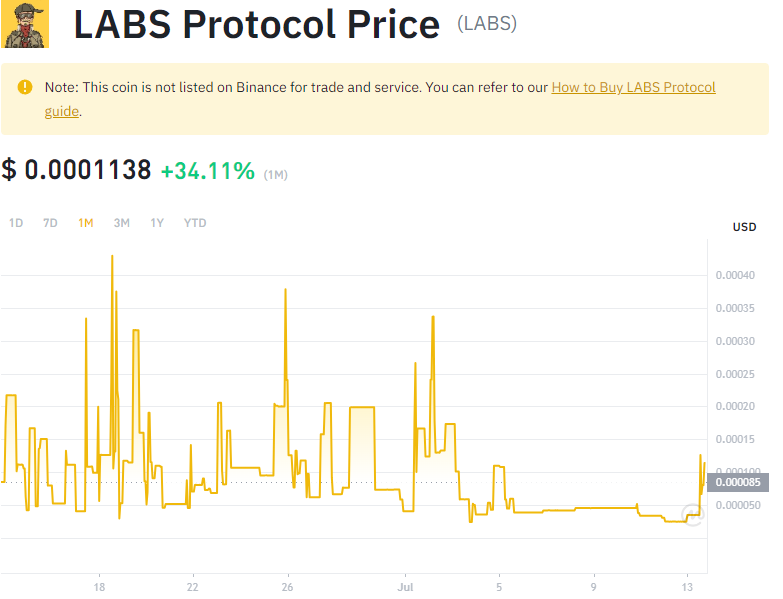 LABS Protocol Price (LABS)
Note: This coin is not listed on Binance for trade and service. You can refer to our How to Buy LABS Protocol
guide.
$ 0.0001138 +34.11% (1M)
1D 7D 1M 3M 1Y YTD
USD
0.00040
0.00035
0.00030
0.00025
0.00020
0.00015
0.000100
0.000085
0.000050
18 22 26 Jul 5 9 13